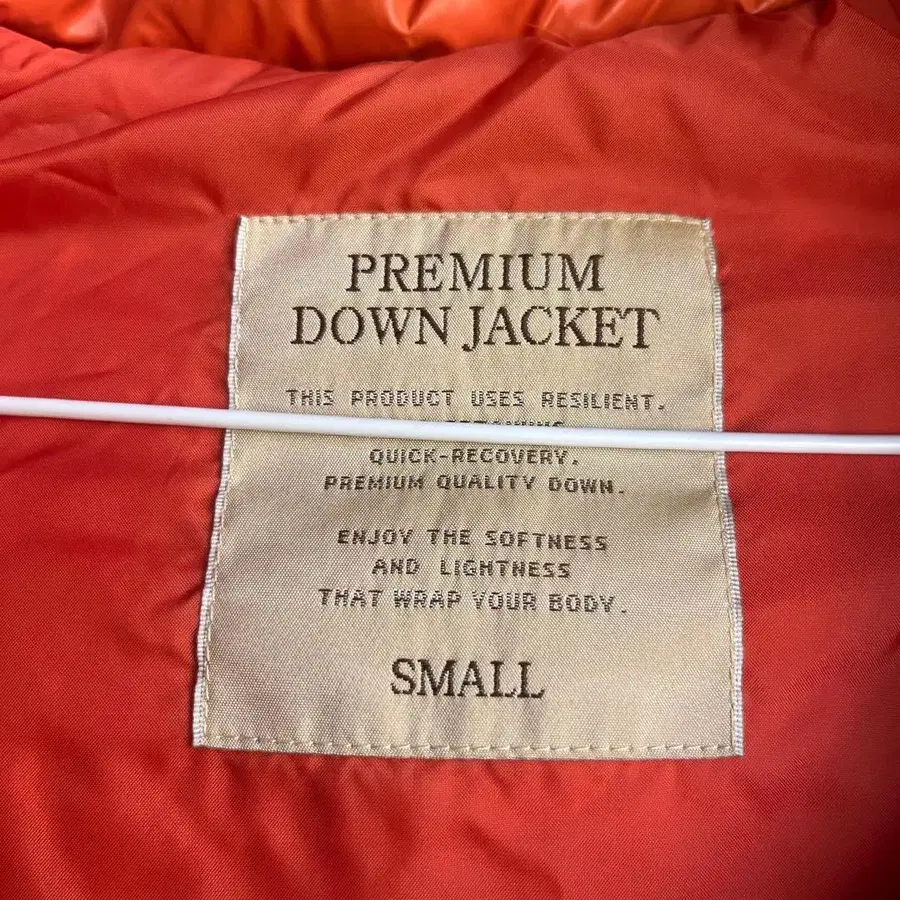 PREMIUM
DOWN JACKET
THIS PRODUCT USES RESILIENT.
QUICK-RECOVERY.
PREMIUM QUALITY DOWN.
ENJOY THE SOFTNESS
AND LIGHTNESS
THAT WRAP YOUR BODY.
SMALL